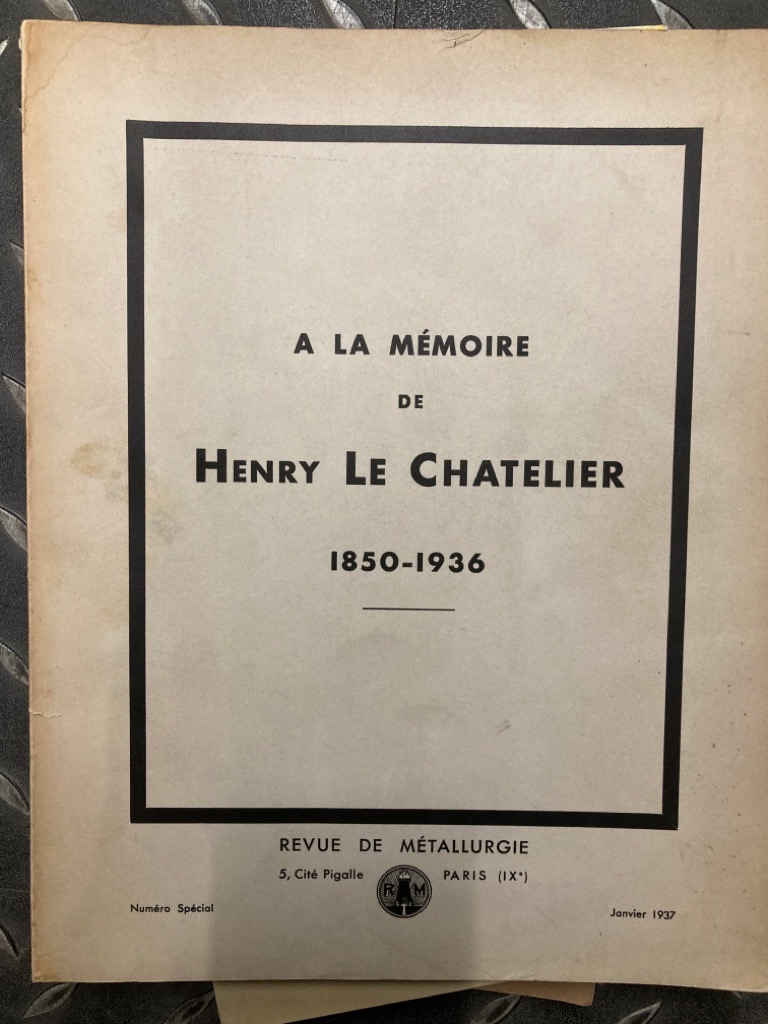 A LA MÉMOIRE
DE
HENRY LE CHATELIER
1850-1936
REVUE DE MÉTALLURGIE
5, Cité Pigalle PARIS (IXᵉ)
R M
Numéro Spécial
Janvier 1937